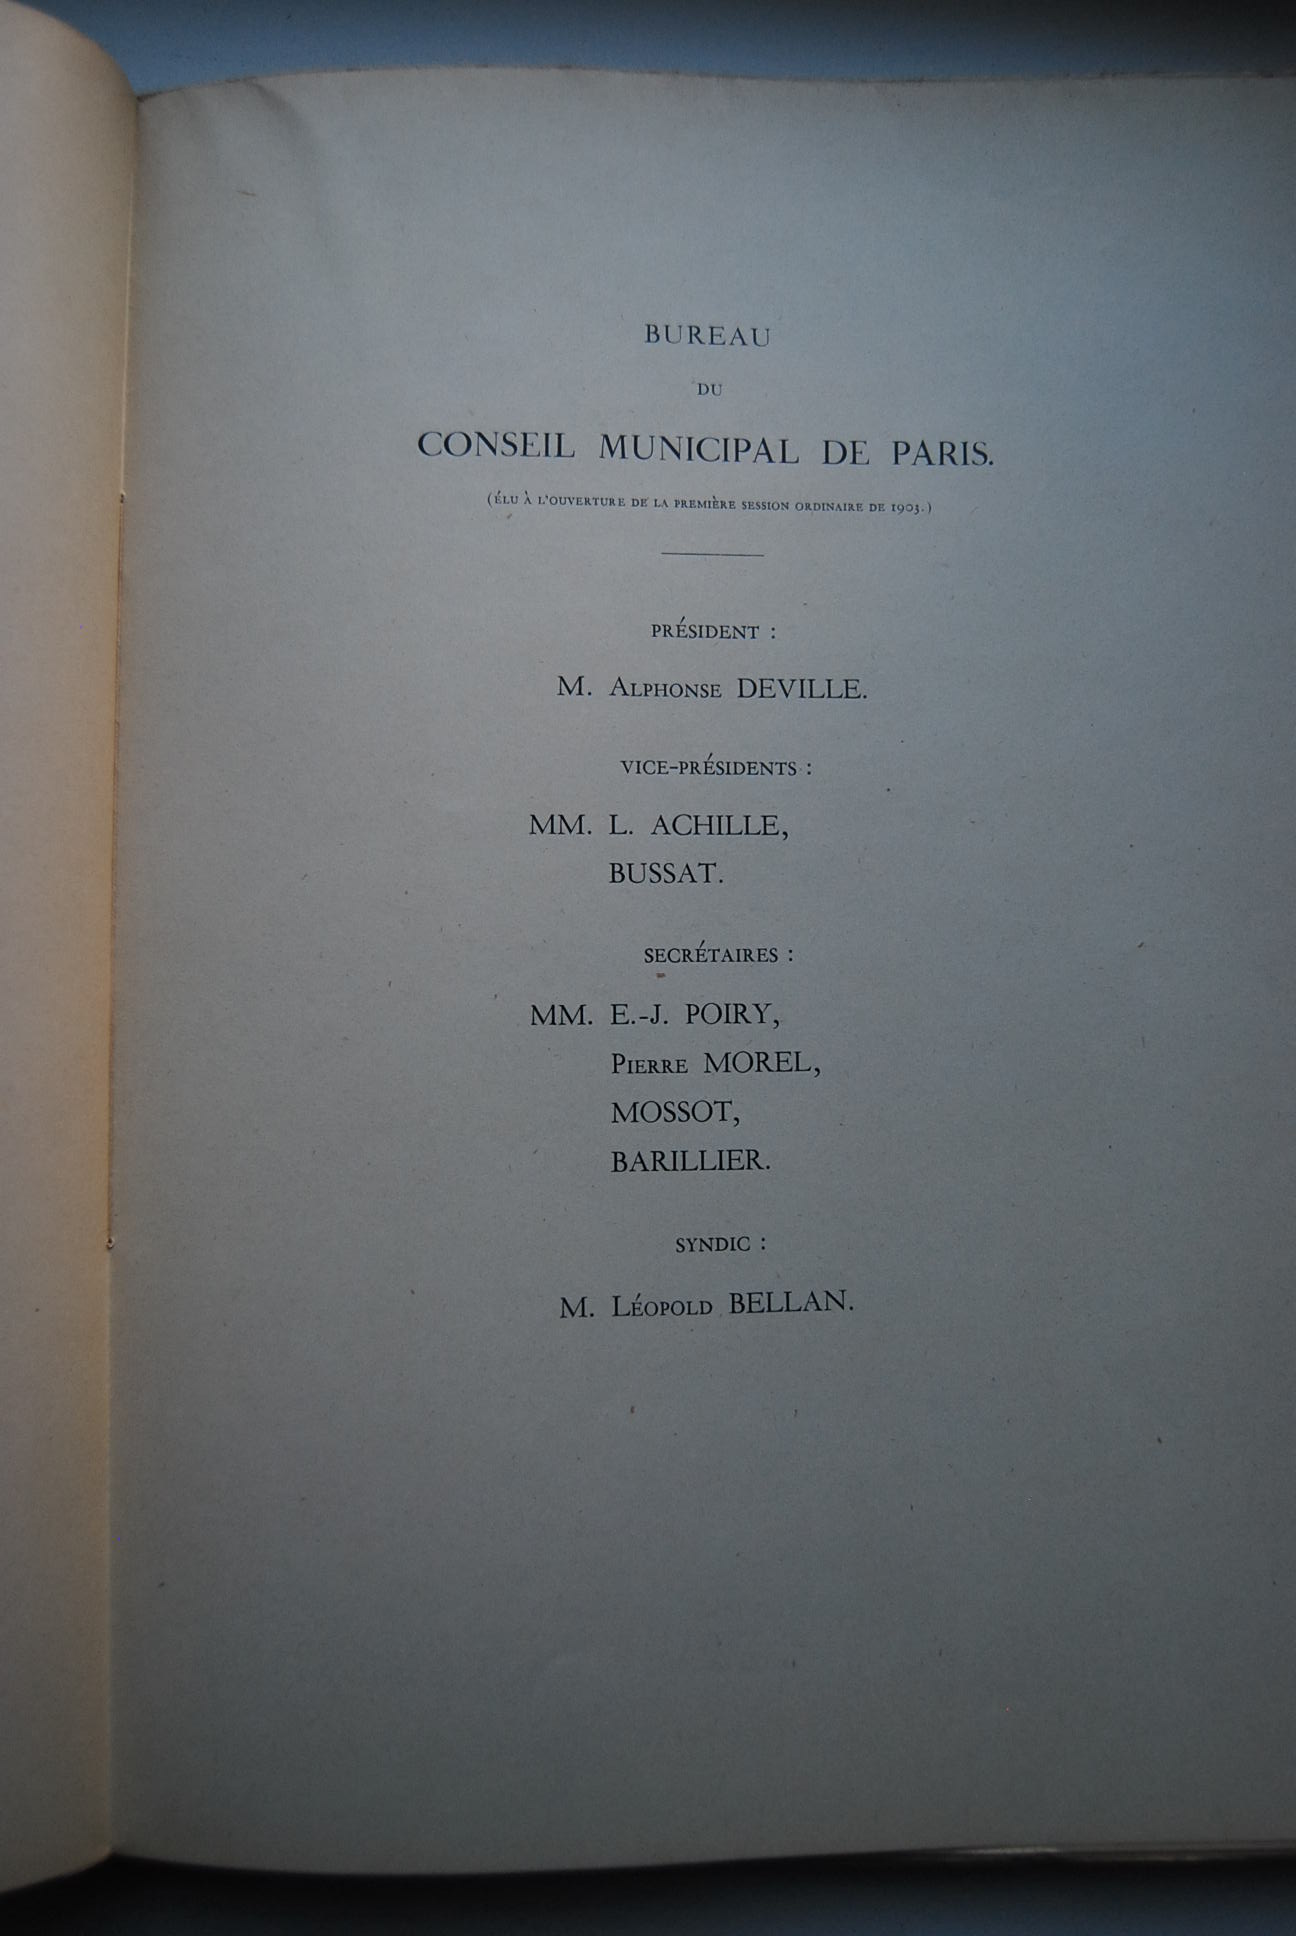 BUREAU
DU
CONSEIL MUNICIPAL DE PARIS.
(ÉLU À L'OUVERTURE DE LA PREMIÈRE SESSION ORDINAIRE DE 1903.)
PRÉSIDENT :
M. Alphonse DEVILLE.
VICE-PRÉSIDENTS :
MM. L. ACHILLE,
BUSSAT.
SECRÉTAIRES :
MM. E.-J. POIRY,
Pierre MOREL,
MOSSOT,
BARILLIER.
SYNDIC :
M. Léopold BELLAN.